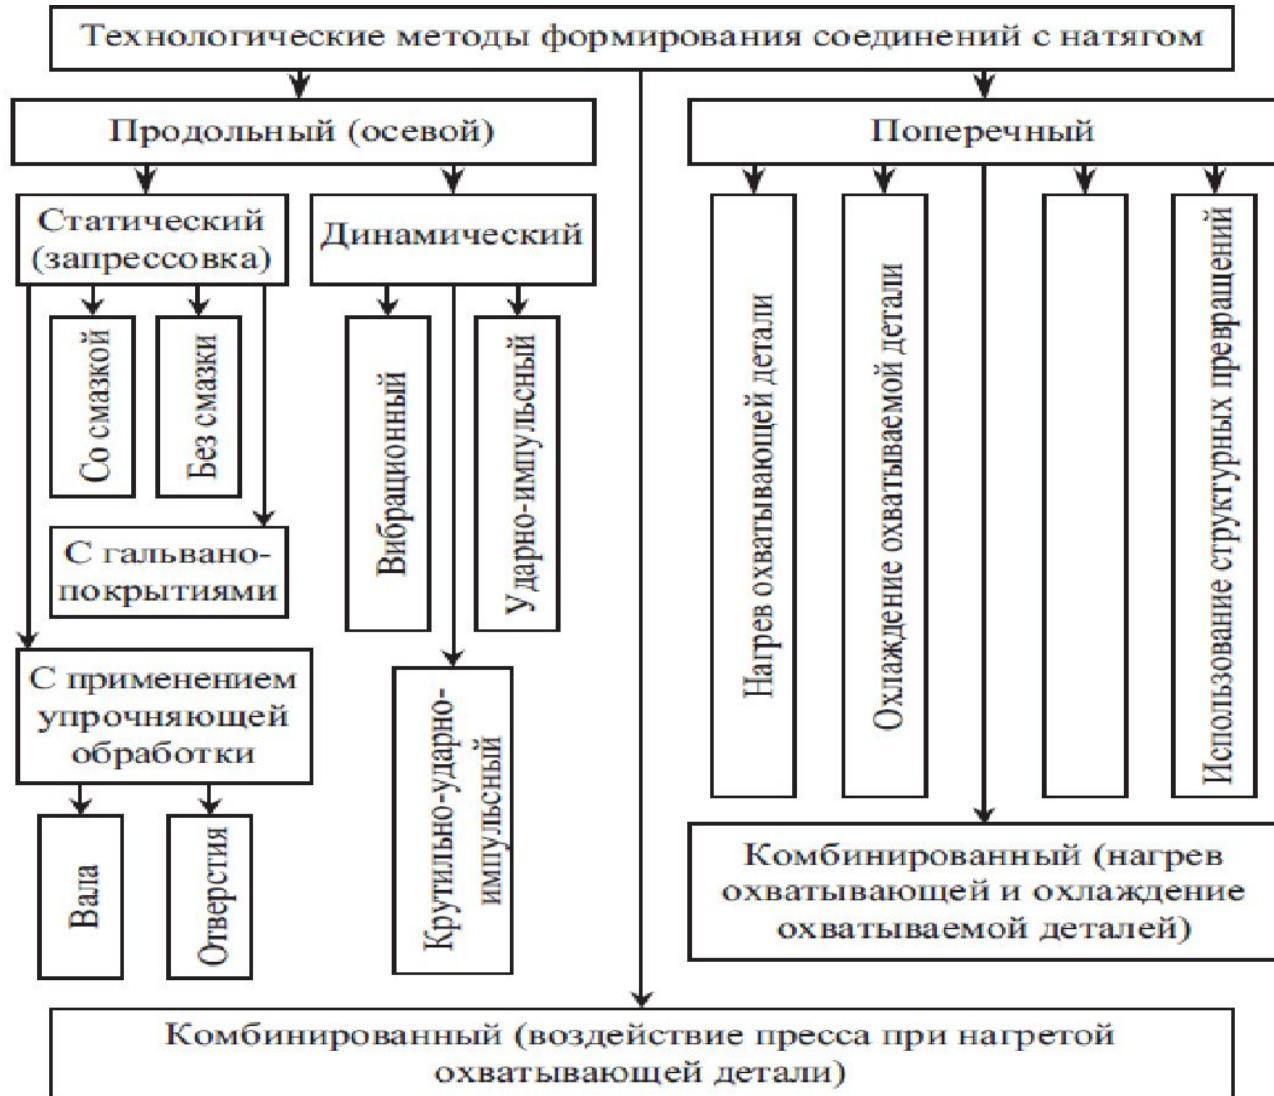 Технологические методы формирования соединений с натягом
Продольный (осевой)
Поперечный
Статический
(запрессовка)
Динамический
Со смазкой
Без смазки
Вибрационный
Ударно-импульсный
Нагрев охватывающей детали
Охлаждение охватываемой детали
Использование структурных превращений
С гальвано-
покрытиями
С применением
упрочняющей
обработки
Вала
Отверстия
Крутильно-ударно-
импульсный
Комбинированный (нагрев
охватывающей и охлаждение
охватываемой деталей)
Комбинированный (воздействие пресса при нагретой
охватывающей детали)